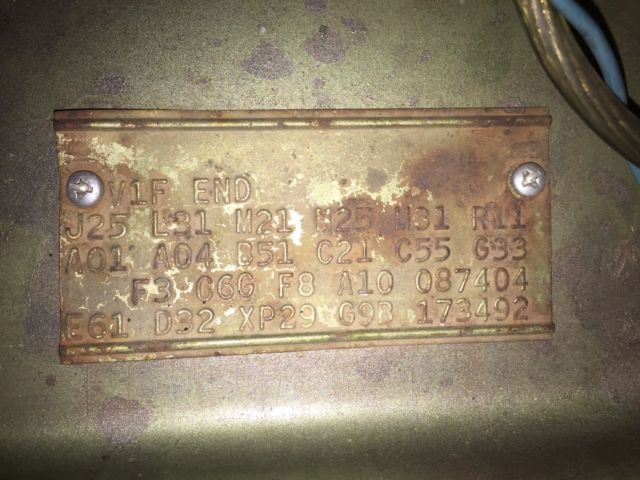 V1F END
J25 L31 M21 M25 N31 R11
A01 A04 B51 C21 C55 G33
F3 C6G F8 A10 087404
E61 D32 XP29 G9B 173492